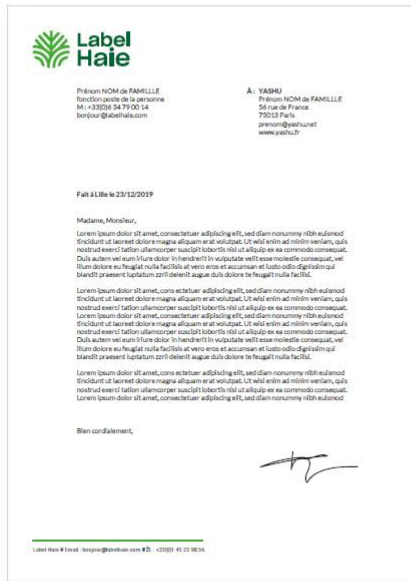 Label
Haie
Prénom NOM de FAMILLLE
fonction poste de la personne
M : +33(0)6 34 79 00 14
bonjour@labelhaie.com
À : YASHU
Prénom NOM de FAMILLLE
56 rue de France
75013 Paris
prenom@yashu.net
www.yashu.fr
Fait à Lille le 23/12/2019
Madame, Monsieur,
Lorem ipsum dolor sit amet, consectetuer adipiscing elit, sed diam nonummy nibh euismod
tincidunt ut laoreet dolore magna aliquam erat volutpat. Ut wisi enim ad minim veniam, quis
nostrud exerci tation ullamcorper suscipit lobortis nisl ut aliquip ex ea commodo consequat.
Duis autem vel eum iriure dolor in hendrerit in vulputate velit esse molestie consequat, vel
illum dolore eu feugiat nulla facilisis at vero eros et accumsan et iusto odio dignissim qui
blandit praesent luptatum zzril delenit augue duis dolore te feugait nulla facilisi.
Lorem ipsum dolor sit amet, cons ectetuer adipiscing elit, sed diam nonummy nibh euismod
tincidunt ut laoreet dolore magna aliquam erat volutpat. Ut wisi enim ad minim veniam, quis
nostrud exerci tation ullamcorper suscipit lobortis nisl ut aliquip ex ea commodo consequat.
Lorem ipsum dolor sit amet, consectetuer adipiscing elit, sed diam nonummy nibh euismod
tincidunt ut laoreet dolore magna aliquam erat volutpat. Ut wisi enim ad minim veniam, quis
nostrud exerci tation ullamcorper suscipit lobortis nisl ut aliquip ex ea commodo consequat.
Duis autem vel eum iriure dolor in hendrerit in vulputate velit esse molestie consequat, vel
illum dolore eu feugiat nulla facilisis at vero eros et accumsan et iusto odio dignissim qui
blandit praesent luptatum zzril delenit augue duis dolore te feugait nulla facilisi.
Lorem ipsum dolor sit amet, cons ectetuer adipiscing elit, sed diam nonummy nibh euismod
tincidunt ut laoreet dolore magna aliquam erat volutpat. Ut wisi enim ad minim veniam, quis
nostrud exerci tation ullamcorper suscipit lobortis nisl ut aliquip ex ea commodo consequat.
Lorem ipsum dolor sit amet, consectetuer adipiscing elit, sed diam nonummy nibh euismod
Bien cordialement,
Label Haie Email : bonjour@labelhaie.com : +33(0)1 45 23 98 56